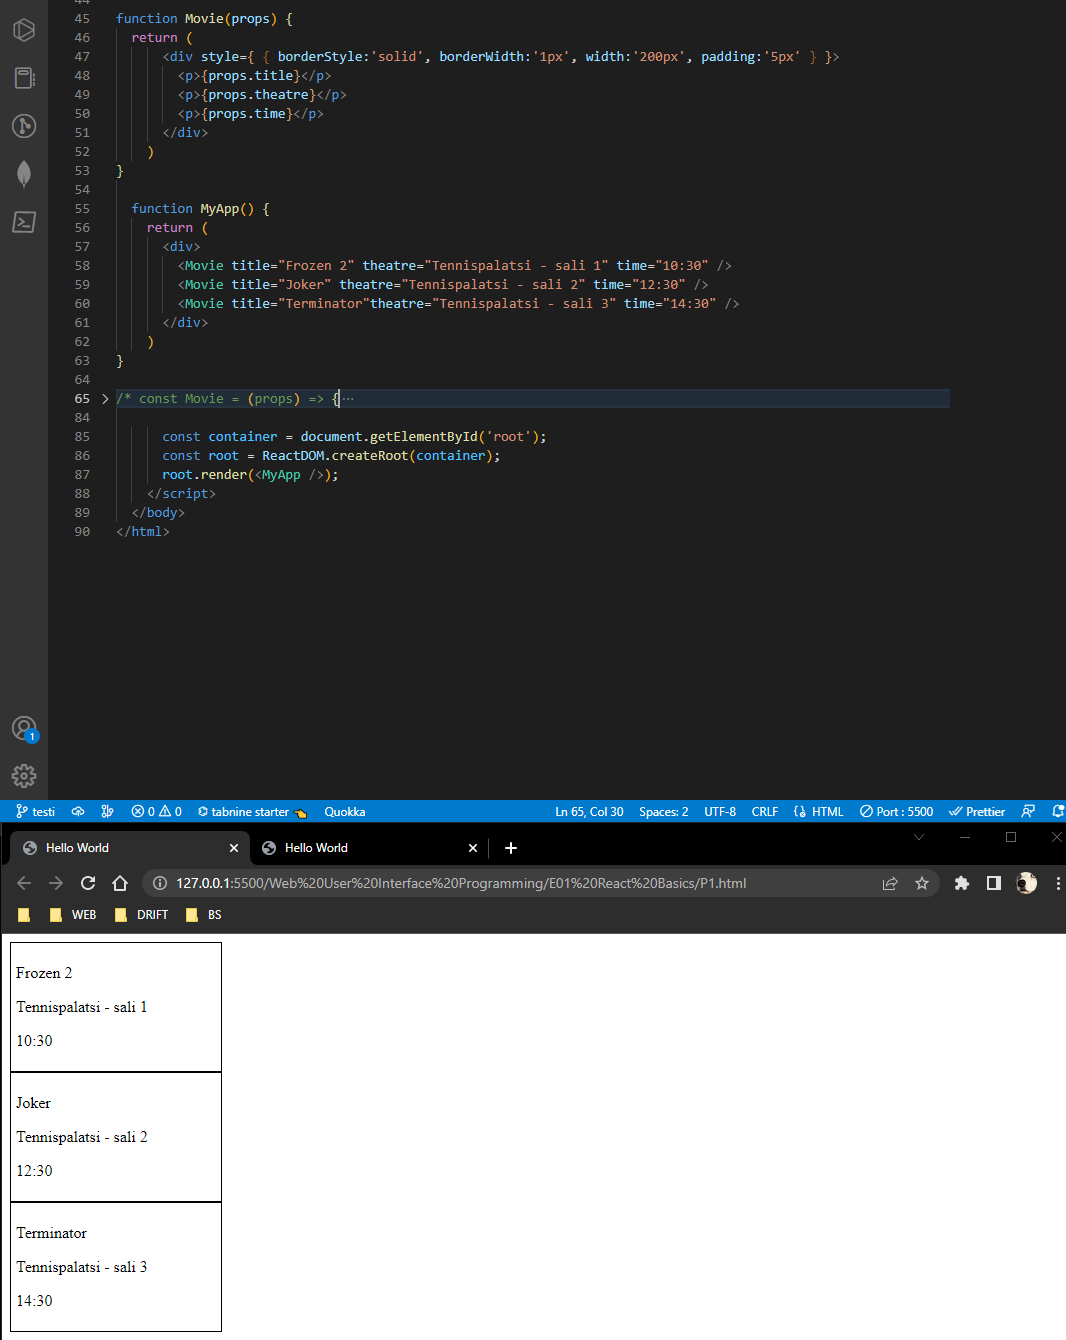 44
45 function Movie(props) {
46 return (
47 <div style={ { borderStyle:'solid', borderWidth:'1px', width:'200px', padding:'5px' } }>
48 <p>{props.title}</p>
49 <p>{props.theatre}</p>
50 <p>{props.time}</p>
51 </div>
52 )
53 }
54
55 function MyApp() {
56 return (
57 <div>
58 <Movie title="Frozen 2" theatre="Tennispalatsi - sali 1" time="10:30" />
59 <Movie title="Joker" theatre="Tennispalatsi - sali 2" time="12:30" />
60 <Movie title="Terminator"theatre="Tennispalatsi - sali 3" time="14:30" />
61 </div>
62 )
63 }
64
65 /* const Movie = (props) => { ···
84
85 const container = document.getElementById('root');
86 const root = ReactDOM.createRoot(container);
87 root.render(<MyApp />);
88 </script>
89 </body>
90 </html>
1
testi 0 0 tabnine starter Quokka Ln 65, Col 30 Spaces: 2 UTF-8 CRLF HTML Port : 5500 Prettier
Hello World Hello World
127.0.0.1:5500/Web%20User%20Interface%20Programming/E01%20React%20Basics/P1.html
WEB DRIFT BS
Frozen 2
Tennispalatsi - sali 1
10:30
Joker
Tennispalatsi - sali 2
12:30
Terminator
Tennispalatsi - sali 3
14:30